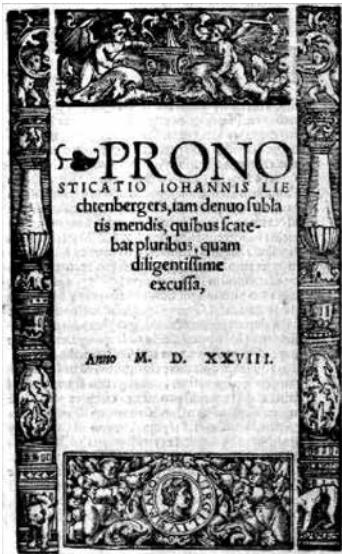 PRONO
STICATIO IOHANNIS LIE
chtenbergers, iam denuo ſubla
tis mendis, quibus ſcate-
bat pluribus, quam
diligentiſſime
excuſſa,
Anno M. D. XXVIII.